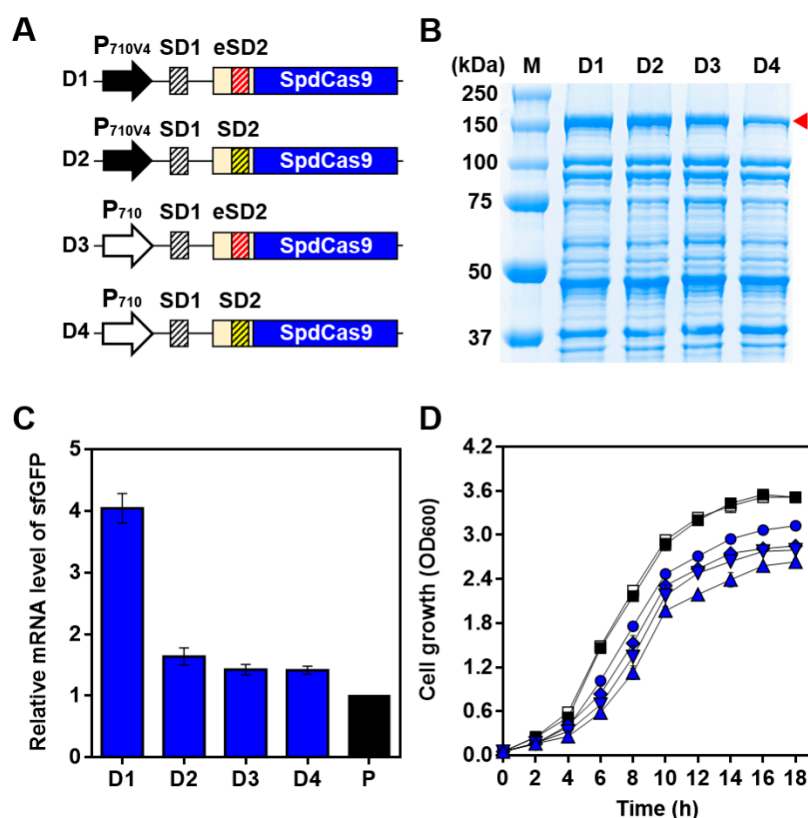 A
P710V4 SD1 eSD2
D1 SpdCas9
P710V4 SD1 SD2
D2 SpdCas9
P710 SD1 eSD2
D3 SpdCas9
P710 SD1 SD2
D4 SpdCas9
B
(kDa) M D1 D2 D3 D4
250
150
100
75
50
37
C
Relative mRNA level of sfGFP
5
4
3
2
1
0
D1 D2 D3 D4 P
D
Cell growth (OD600)
4.2
3.6
3.0
2.4
1.8
1.2
0.6
0.0
0 2 4 6 8 10 12 14 16 18
Time (h)